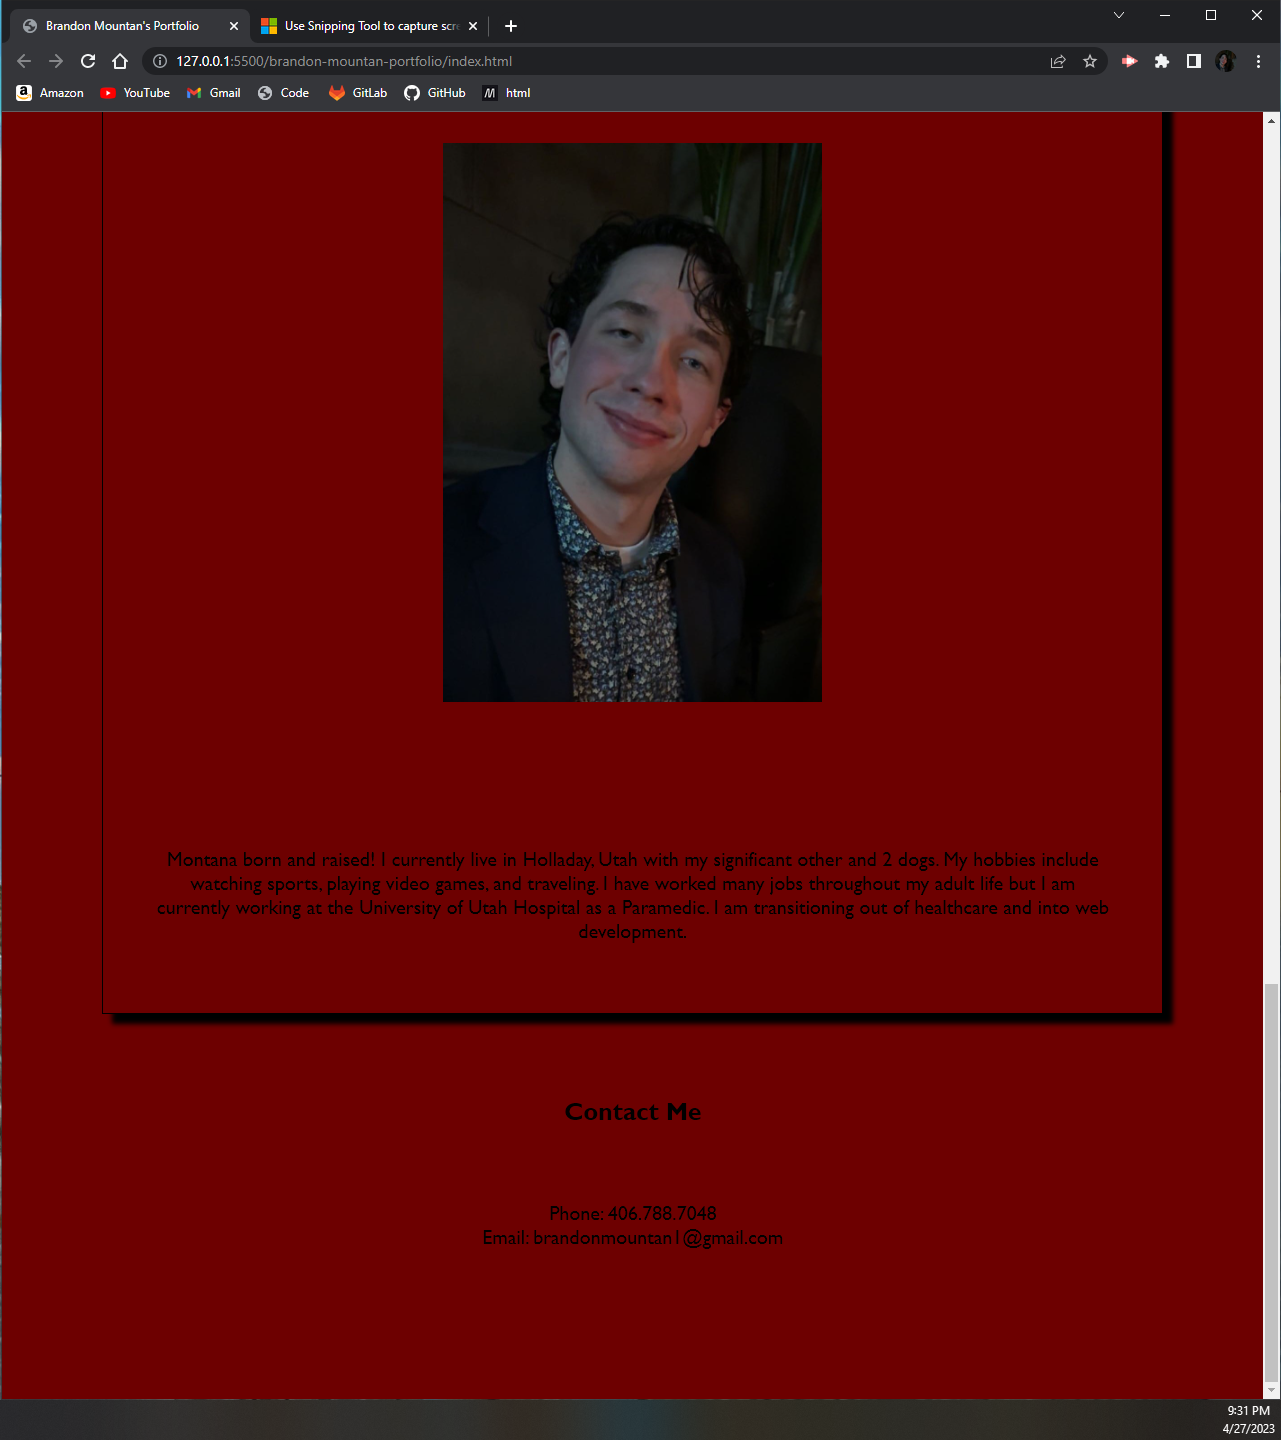 Brandon Mountan's Portfolio
Use Snipping Tool to capture scre
127.0.0.1:5500/brandon-mountan-portfolio/index.html
Amazon YouTube Gmail Code GitLab GitHub html
Montana born and raised! I currently live in Holladay, Utah with my significant other and 2 dogs. My hobbies include
watching sports, playing video games, and traveling. I have worked many jobs throughout my adult life but I am
currently working at the University of Utah Hospital as a Paramedic. I am transitioning out of healthcare and into web
development.
Contact Me
Phone: 406.788.7048
Email: brandonmountan1@gmail.com
9:31 PM
4/27/2023